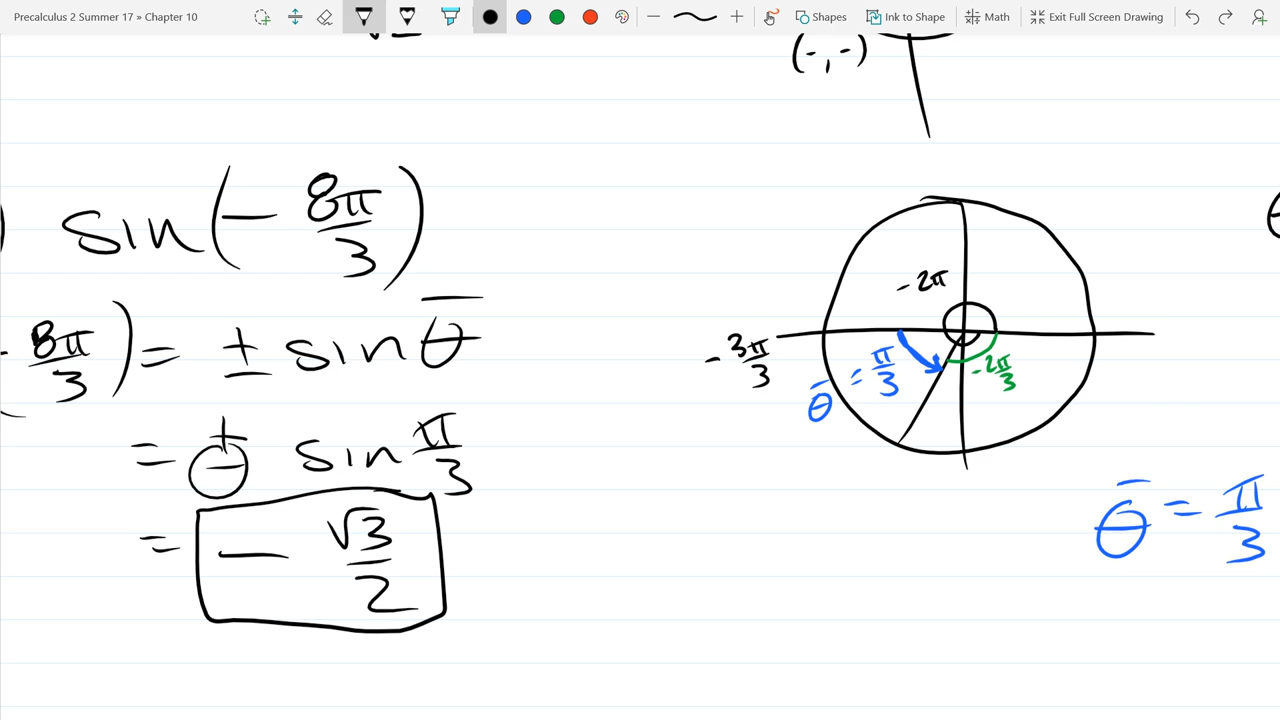 Precalculus 2 Summer 17 » Chapter 10
Shapes
Ink to Shape
Math
Exit Full Screen Drawing
(-,-)
) sin(- 8π/3)
- 8π/3) = ± sin θ̅
= ± sin π/3
= - √3/2
-2π
- 3π/3
θ̅ = π/3
-2π/3
θ̅ = π/3